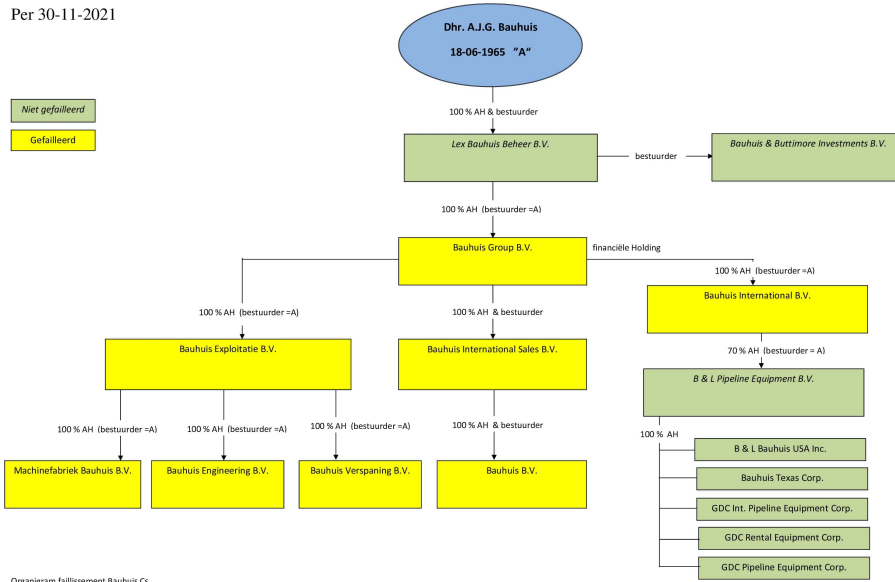 Per 30-11-2021
Dhr. A.J.G. Bauhuis
18-06-1965 "A"
Niet gefailleerd
Gefailleerd
100 % AH & bestuurder
Lex Bauhuis Beheer B.V.
bestuurder
Bauhuis & Buttimore Investments B.V.
100 % AH (bestuurder =A)
Bauhuis Group B.V.
financiële Holding
100 % AH (bestuurder =A)
Bauhuis International B.V.
100 % AH (bestuurder =A)
100 % AH & bestuurder
Bauhuis Exploitatie B.V.
Bauhuis International Sales B.V.
70 % AH (bestuurder = A)
B & L Pipeline Equipment B.V.
100 % AH (bestuurder =A)
100 % AH (bestuurder =A)
100 % AH (bestuurder =A)
100 % AH & bestuurder
100 % AH
Machinefabriek Bauhuis B.V.
Bauhuis Engineering B.V.
Bauhuis Verspaning B.V.
Bauhuis B.V.
B & L Bauhuis USA Inc.
Bauhuis Texas Corp.
GDC Int. Pipeline Equipment Corp.
GDC Rental Equipment Corp.
GDC Pipeline Equipment Corp.
Organigram faillissement Bauhuis Cs